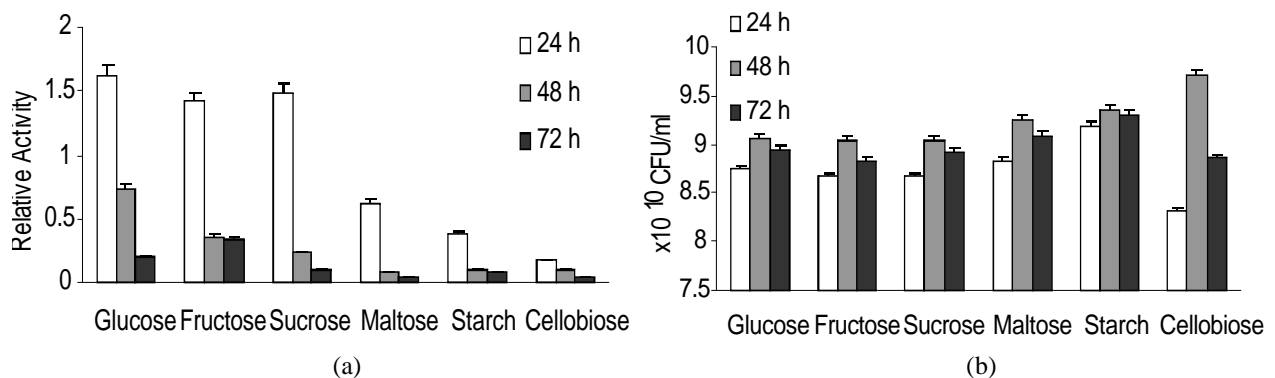 2
1.5
1
0.5
0
Relative Activity
24 h
48 h
72 h
Glucose Fructose Sucrose Maltose Starch Cellobiose
(a)
24 h
48 h
72 h
10
9.5
9
8.5
8
7.5
x10 10 CFU/ml
Glucose Fructose Sucrose Maltose Starch Cellobiose
(b)